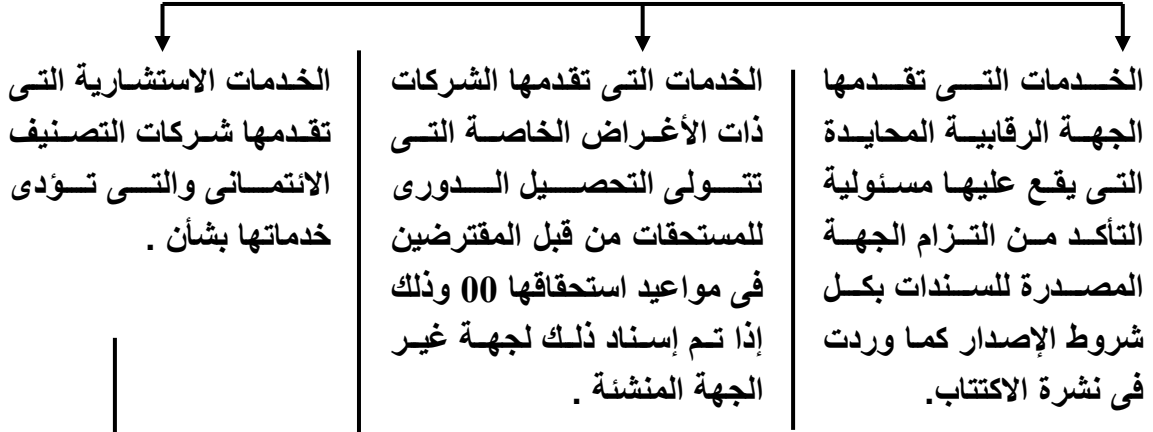 الخدمات التى تقدمها
الجهة الرقابية المحايدة
التى يقع عليها مسئولية
التأكد من التزام الجهة
المصدرة للسندات بكل
شروط الإصدار كما وردت
فى نشرة الاكتتاب.
الخدمات التى تقدمها الشركات
ذات الأغراض الخاصة التى
تتولى التحصيل الدورى
للمستحقات من قبل المقترضين
فى مواعيد استحقاقها 00 وذلك
إذا تم إسناد ذلك لجهة غير
الجهة المنشئة .
الخدمات الاستشارية التى
تقدمها شركات التصنيف
الائتمانى والتى تؤدى
خدماتها بشأن .